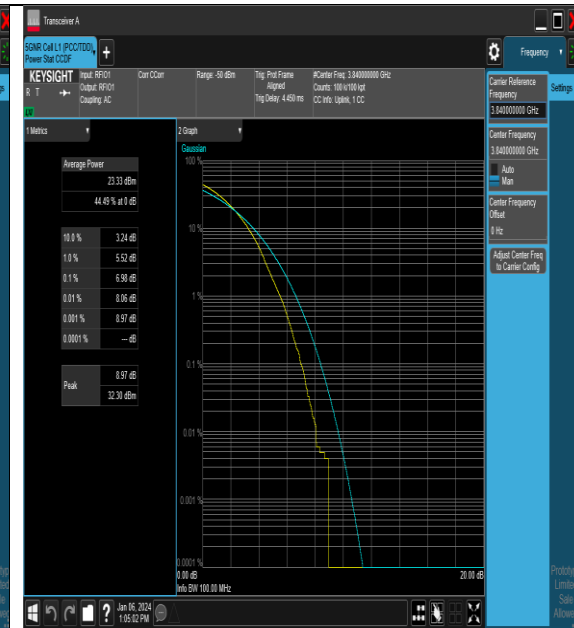 Transceiver A
5GNR Cell L1 (PCC/TDD),
Power Stat CCDF
+
Frequency
KEYSIGHT
R T
LV
Input: RFIO1
Output: RFIO1
Coupling: AC
Corr CCorr
Range: -50 dBm
Trig: Prot Frame
Aligned
Trig Delay: 4.450 ms
#Center Freq: 3.840000000 GHz
Counts: 100 k/100 kpt
CC Info: Uplink, 1 CC
1 Metrics
Average Power
23.33 dBm
44.49 % at 0 dB
10.0 % 3.24 dB
1.0 % 5.52 dB
0.1 % 6.98 dB
0.01 % 8.06 dB
0.001 % 8.97 dB
0.0001 % --- dB
Peak
8.97 dB
32.30 dBm
2 Graph
Gaussian
100 %
10 %
1 %
0.1 %
0.01 %
0.001 %
0.0001 %
0.00 dB 20.00 dB
Info BW 100.00 MHz
Carrier Reference
Frequency
3.840000000 GHz
Center Frequency
3.840000000 GHz
Auto
Man
Center Frequency
Offset
0 Hz
Adjust Center Freq
to Carrier Config
Settings
Jan 06, 2024
1:05:02 PM
?